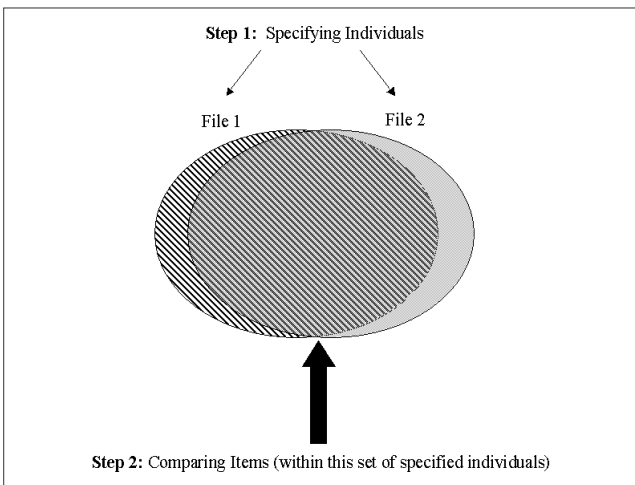 Step 1: Specifying Individuals
File 1
File 2
Step 2: Comparing Items (within this set of specified individuals)